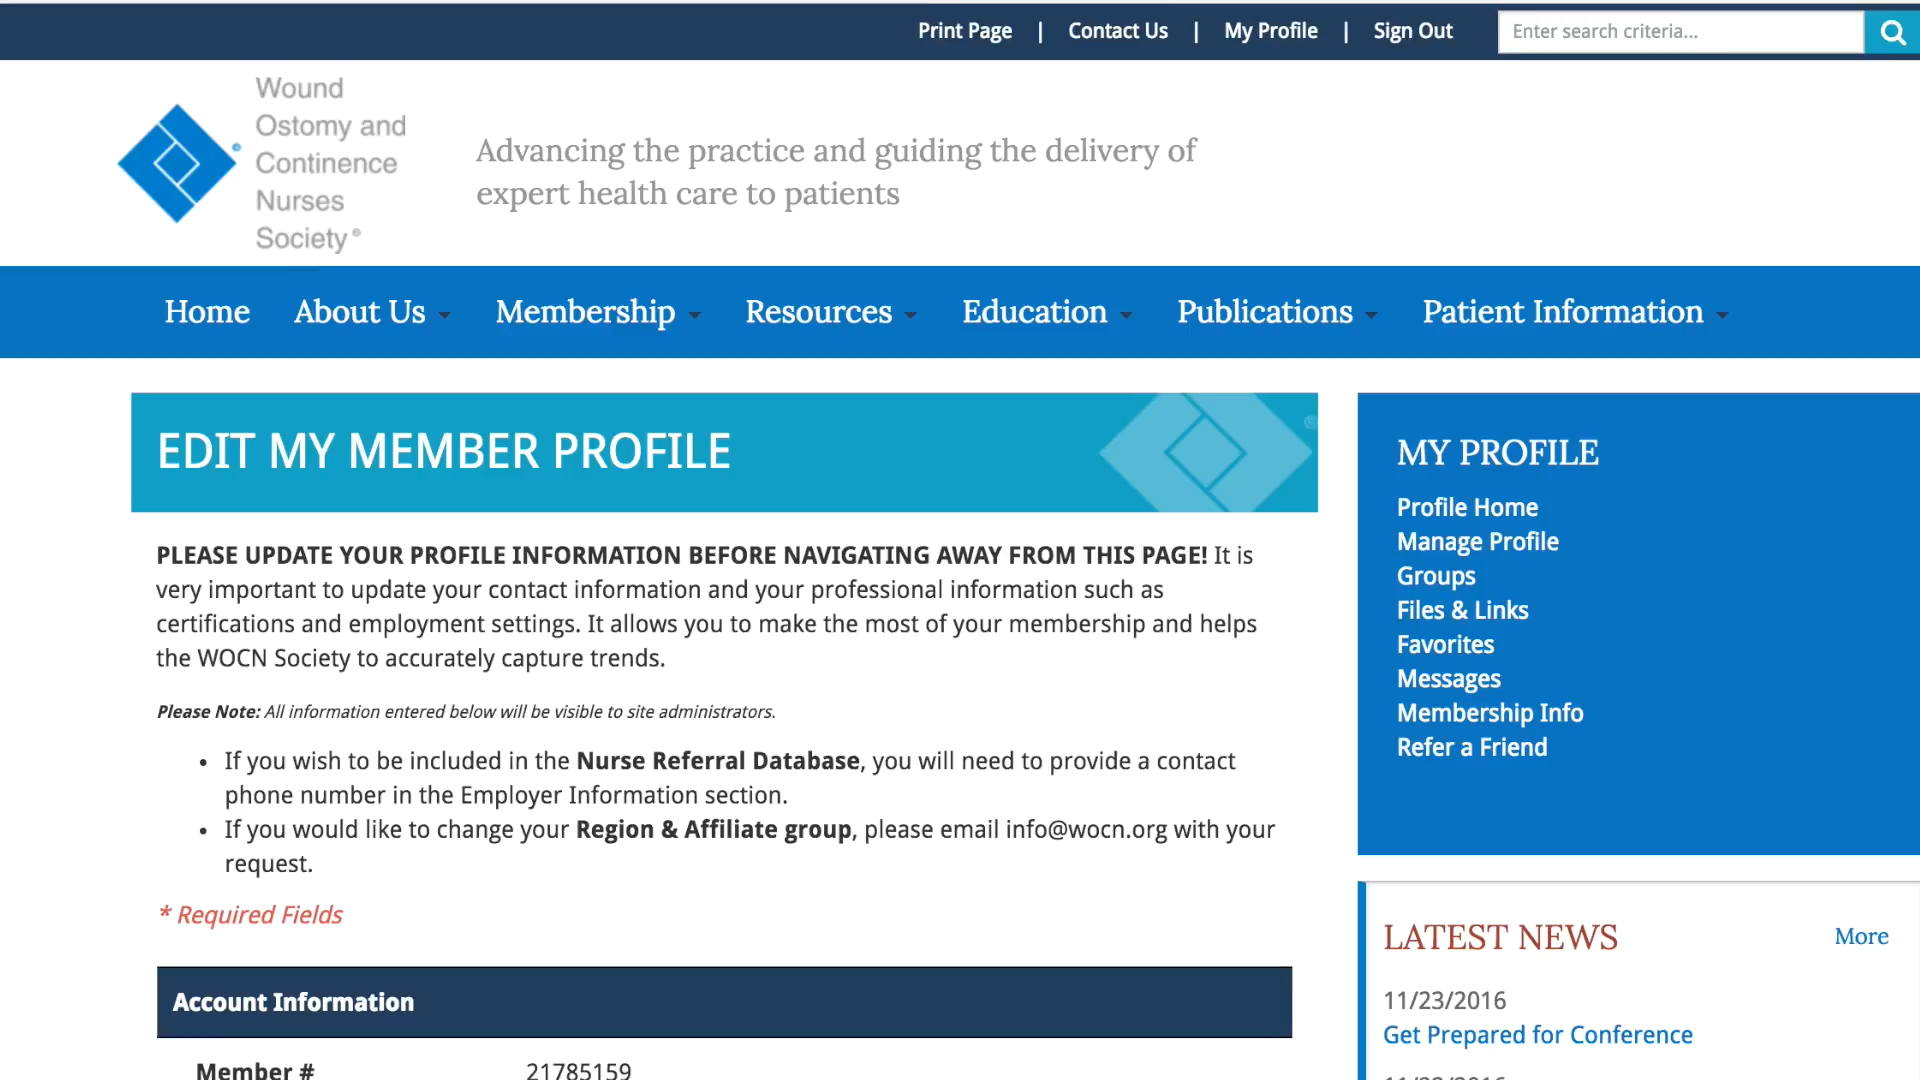 Print Page | Contact Us | My Profile | Sign Out Enter search criteria...
Wound
Ostomy and
Continence
Nurses
Society®
Advancing the practice and guiding the delivery of
expert health care to patients
Home About Us Membership Resources Education Publications Patient Information
EDIT MY MEMBER PROFILE
PLEASE UPDATE YOUR PROFILE INFORMATION BEFORE NAVIGATING AWAY FROM THIS PAGE! It is
very important to update your contact information and your professional information such as
certifications and employment settings. It allows you to make the most of your membership and helps
the WOCN Society to accurately capture trends.
Please Note: All information entered below will be visible to site administrators.
• If you wish to be included in the Nurse Referral Database, you will need to provide a contact
phone number in the Employer Information section.
• If you would like to change your Region & Affiliate group, please email info@wocn.org with your
request.
* Required Fields
Account Information
Member # 21785159
MY PROFILE
Profile Home
Manage Profile
Groups
Files & Links
Favorites
Messages
Membership Info
Refer a Friend
LATEST NEWS More
11/23/2016
Get Prepared for Conference